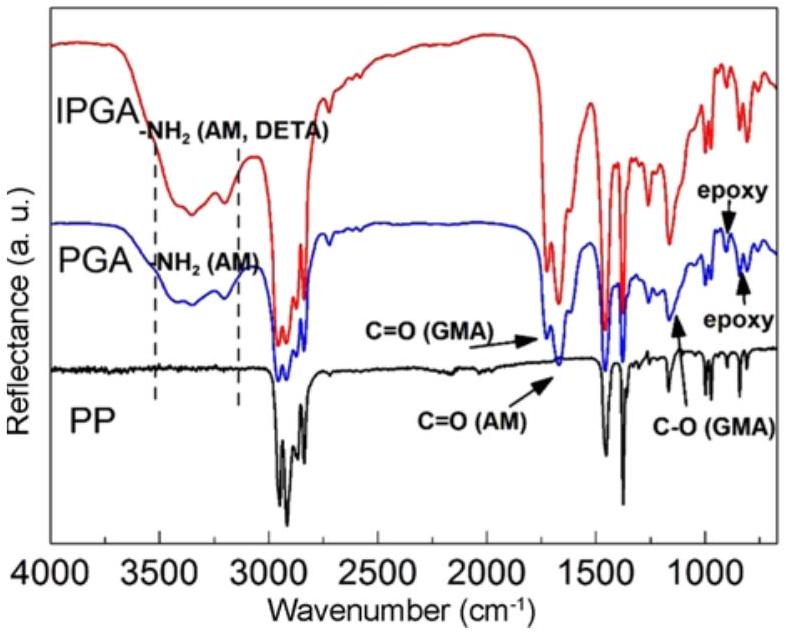 IPGA
-NH2 (AM, DETA)
epoxy
PGA
-NH2 (AM)
C=O (GMA)
epoxy
PP
C=O (AM)
C-O (GMA)
Reflectance (a. u.)
4000 3500 3000 2500 2000 1500 1000
Wavenumber (cm-1)